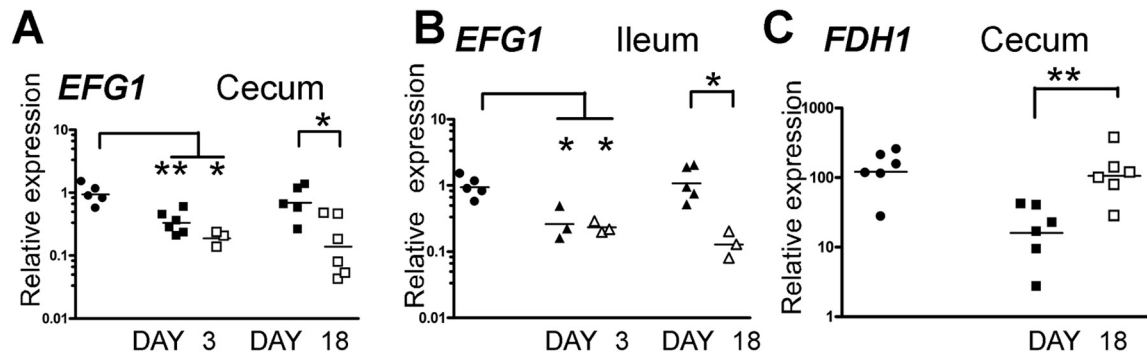 A
EFG1 Cecum
Relative expression
10
1
0.1
0.01
** *
*
DAY 3 DAY 18
B
EFG1 Ileum
Relative expression
10
1
0.1
0.01
* *
*
DAY 3 DAY 18
C
FDH1 Cecum
Relative expression
1000
100
10
1
**
DAY 18